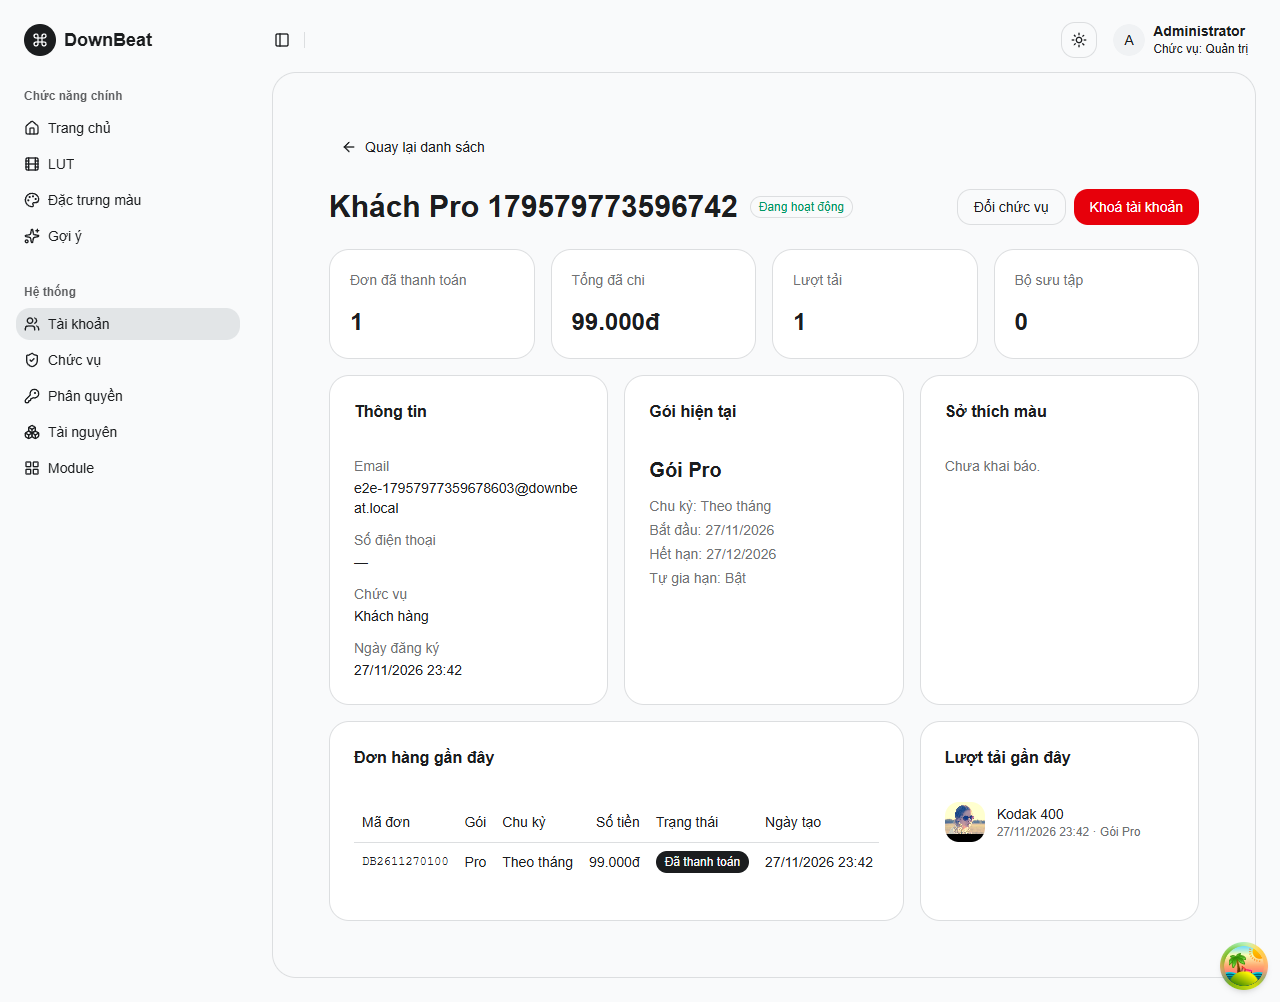 DownBeat
Administrator
A
Chức vụ: Quản trị
Chức năng chính
Trang chủ
LUT
Đặc trưng màu
Gợi ý
Hệ thống
Tài khoản
Chức vụ
Phân quyền
Tài nguyên
Module
Quay lại danh sách
Khách Pro 179579773596742
Đang hoạt động
Đổi chức vụ
Khoá tài khoản
Đơn đã thanh toán
1
Tổng đã chi
99.000đ
Lượt tải
1
Bộ sưu tập
0
Thông tin
Email
e2e-17957977359678603@downbe
at.local
Số điện thoại
—
Chức vụ
Khách hàng
Ngày đăng ký
27/11/2026 23:42
Gói hiện tại
Gói Pro
Chu kỳ: Theo tháng
Bắt đầu: 27/11/2026
Hết hạn: 27/12/2026
Tự gia hạn: Bật
Sở thích màu
Chưa khai báo.
Đơn hàng gần đây
Mã đơn Gói Chu kỳ Số tiền Trạng thái Ngày tạo
DB2611270100 Pro Theo tháng 99.000đ Đã thanh toán 27/11/2026 23:42
Lượt tải gần đây
Kodak 400
27/11/2026 23:42 · Gói Pro